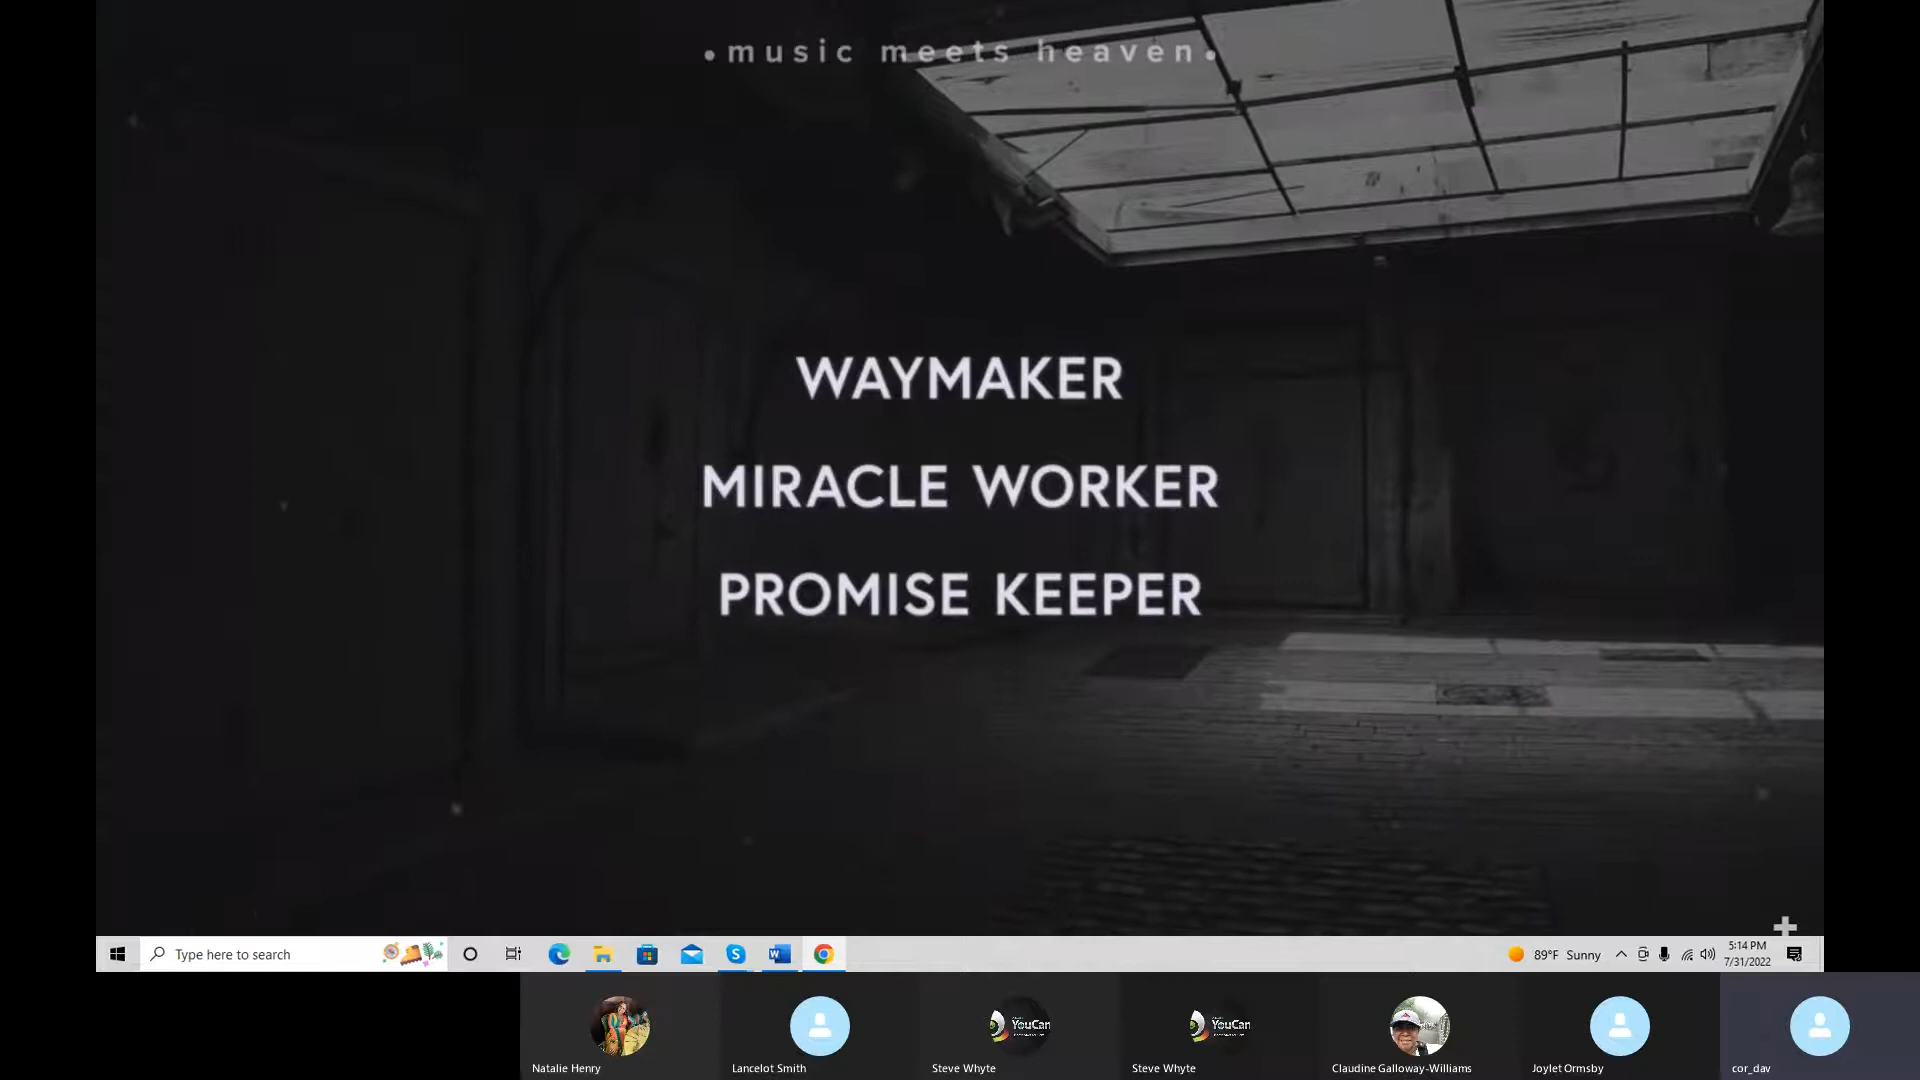 •music meets heaven•
WAYMAKER
MIRACLE WORKER
PROMISE KEEPER
Type here to search
89°F Sunny
5:14 PM
7/31/2022
YouCan
YouCan
Natalie Henry
Lancelot Smith
Steve Whyte
Steve Whyte
Claudine Galloway-Williams
Joylet Ormsby
cor_dav